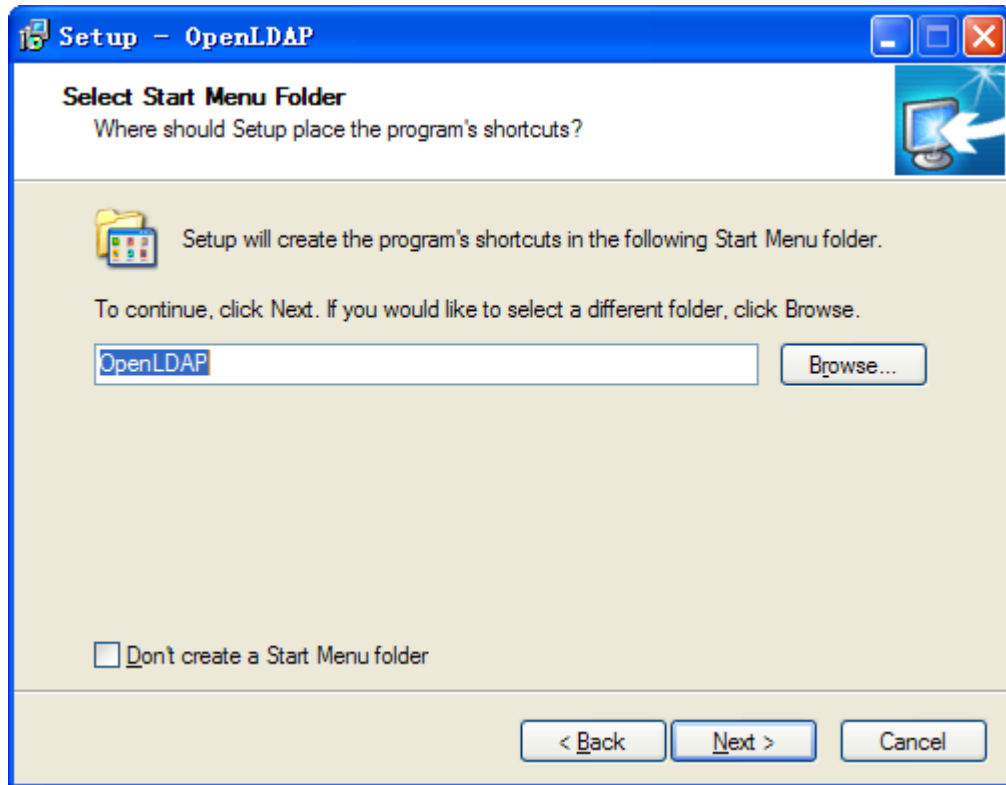 Setup - OpenLDAP
Select Start Menu Folder
Where should Setup place the program's shortcuts?
Setup will create the program's shortcuts in the following Start Menu folder.
To continue, click Next. If you would like to select a different folder, click Browse.
OpenLDAP
Browse...
Don't create a Start Menu folder
< Back
Next >
Cancel